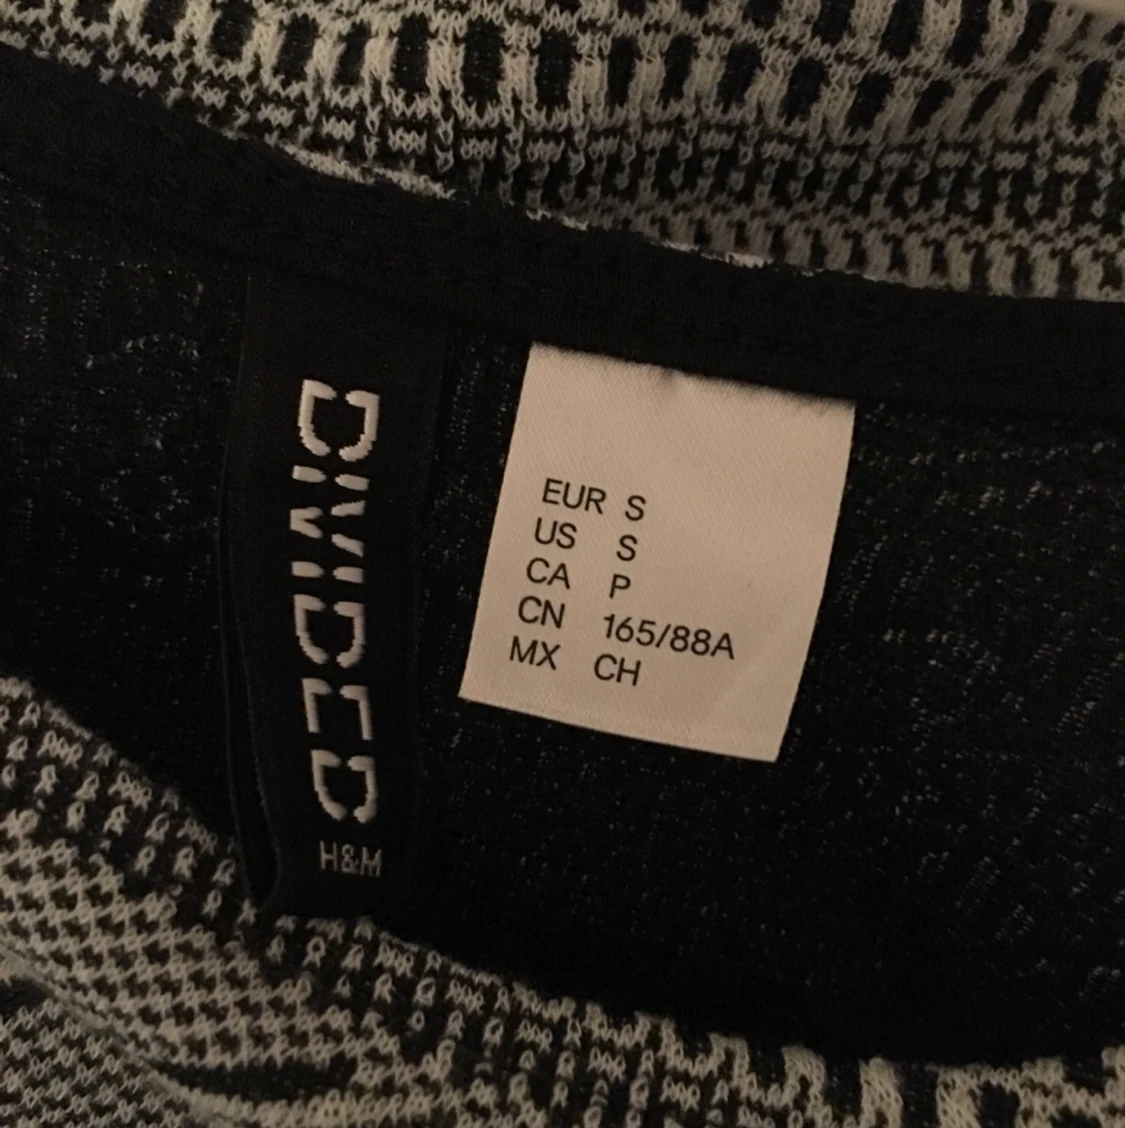 DIVIDED
H&M
EUR S
US S
CA P
CN 165/88A
MX CH